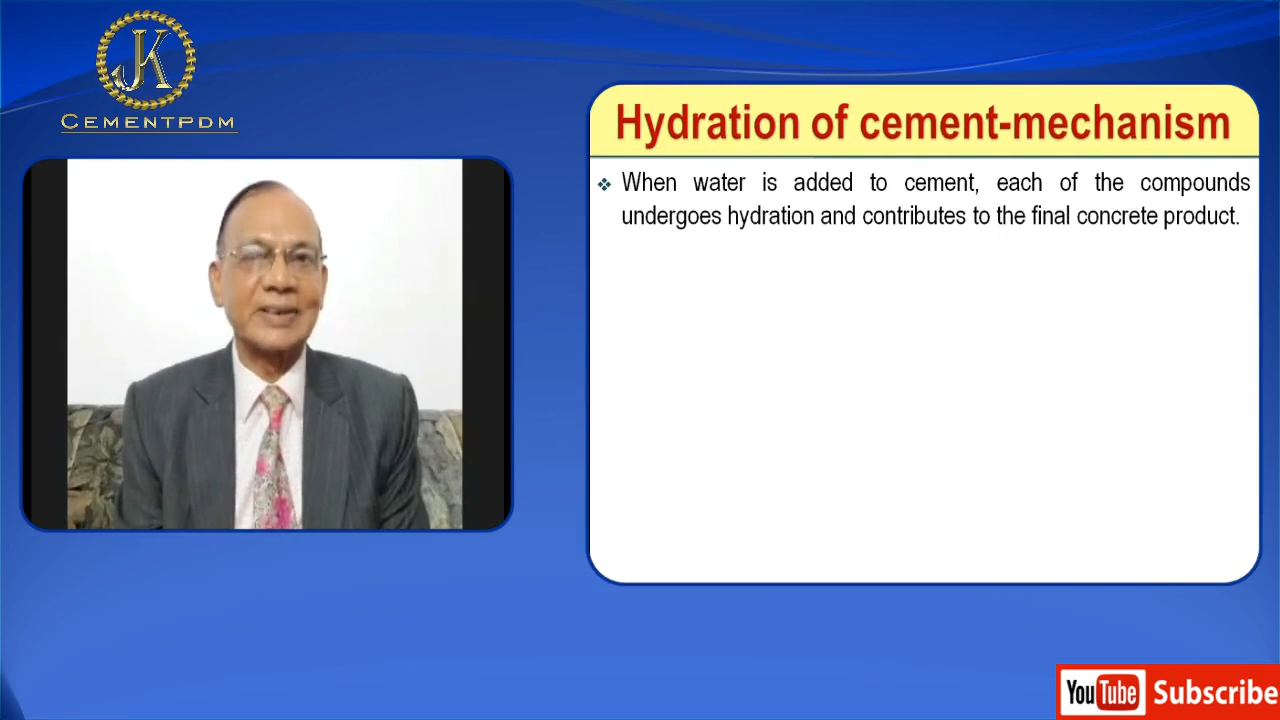 JK
CEMENTPDM
Hydration of cement-mechanism
When water is added to cement, each of the compounds
undergoes hydration and contributes to the final concrete product.
YouTube Subscribe